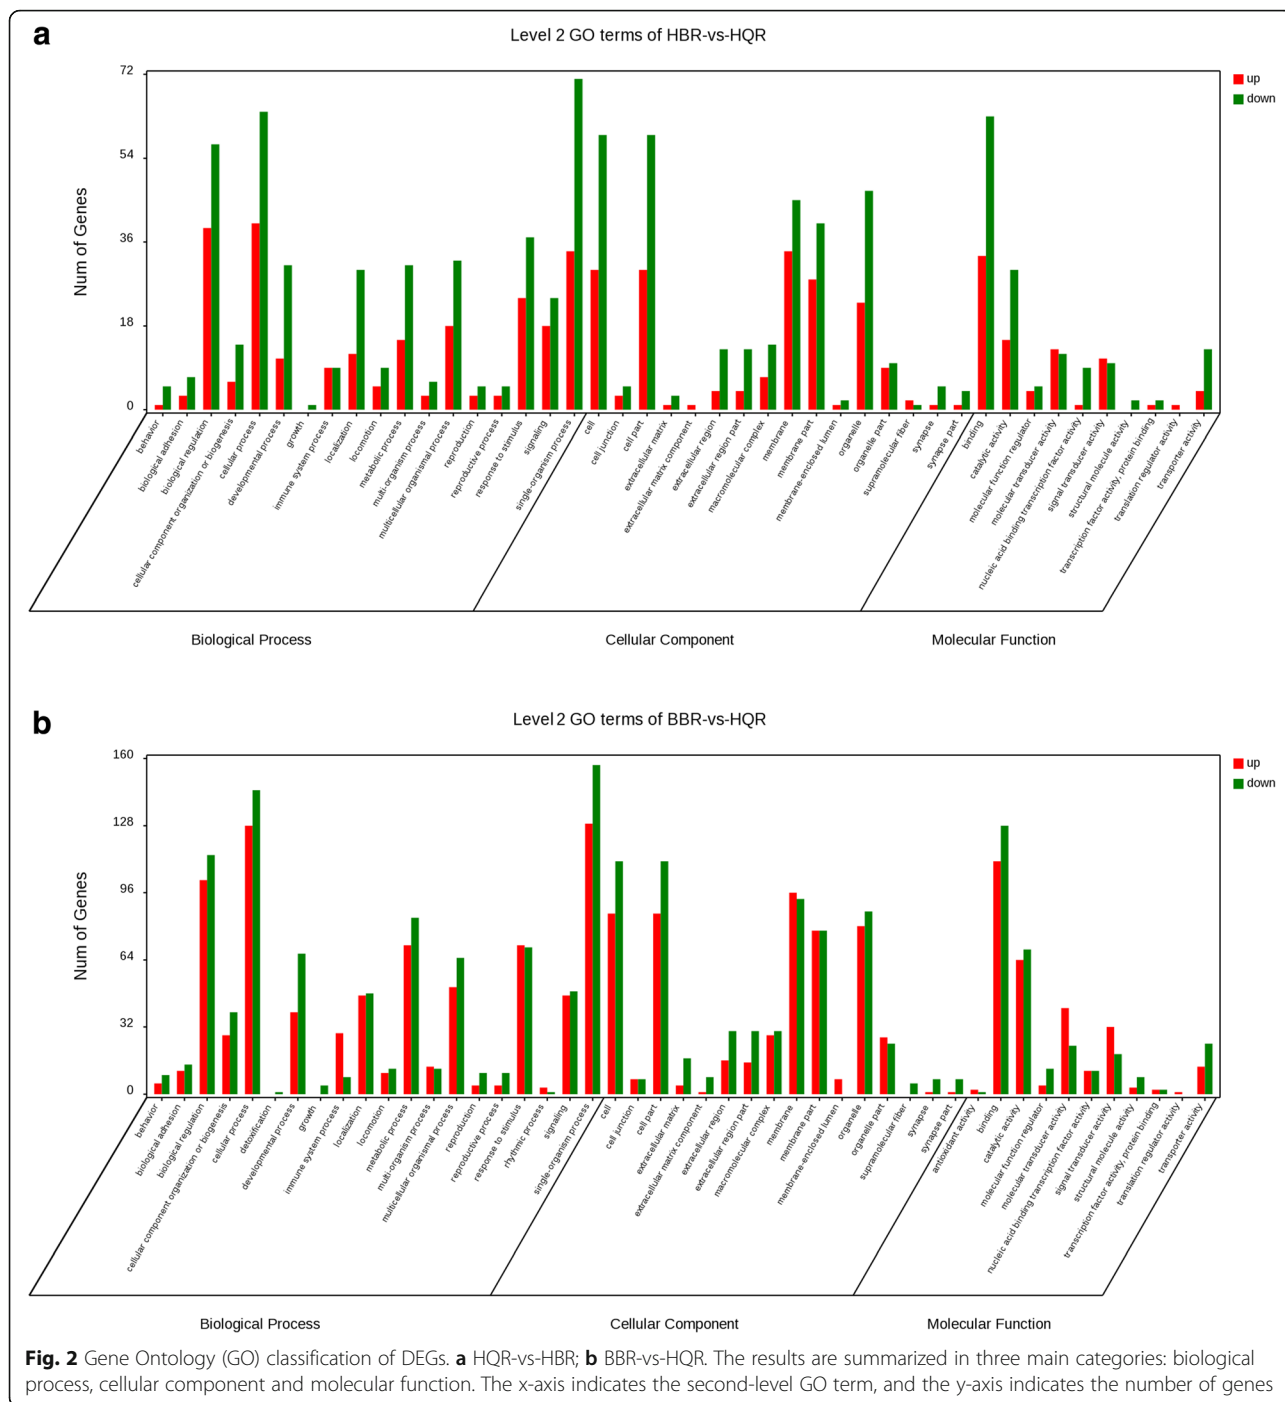 a
Level 2 GO terms of HBR-vs-HQR
up
down
72
54
36
18
0
Num of Genes
behavior
biological adhesion
biological regulation
cellular component organization or biogenesis
cellular process
developmental process
growth
immune system process
localization
locomotion
metabolic process
multi-organism process
multicellular organismal process
reproduction
reproductive process
response to stimulus
signaling
single-organism process
cell
cell junction
cell part
extracellular matrix
extracellular matrix component
extracellular region
extracellular region part
macromolecular complex
membrane
membrane part
membrane-enclosed lumen
organelle
organelle part
supramolecular fiber
synapse
synapse part
binding
catalytic activity
molecular function regulator
molecular transducer activity
nucleic acid binding transcription factor activity
signal transducer activity
structural molecule activity
transcription factor activity, protein binding
translation regulator activity
transporter activity
Biological Process
Cellular Component
Molecular Function
b
Level 2 GO terms of BBR-vs-HQR
up
down
160
128
96
64
32
0
Num of Genes
behavior
biological adhesion
biological regulation
cellular component organization or biogenesis
cellular process
detoxification
developmental process
growth
immune system process
localization
locomotion
metabolic process
multi-organism process
multicellular organismal process
reproduction
reproductive process
response to stimulus
rhythmic process
signaling
single-organism process
cell
cell junction
cell part
extracellular matrix
extracellular matrix component
extracellular region
extracellular region part
macromolecular complex
membrane
membrane part
membrane-enclosed lumen
organelle
organelle part
supramolecular fiber
synapse
synapse part
antioxidant activity
binding
catalytic activity
molecular function regulator
molecular transducer activity
nucleic acid binding transcription factor activity
signal transducer activity
structural molecule activity
transcription factor activity, protein binding
translation regulator activity
transporter activity
Biological Process
Cellular Component
Molecular Function
Fig. 2 Gene Ontology (GO) classification of DEGs. a HQR-vs-HBR; b BBR-vs-HQR. The results are summarized in three main categories: biological
process, cellular component and molecular function. The x-axis indicates the second-level GO term, and the y-axis indicates the number of genes